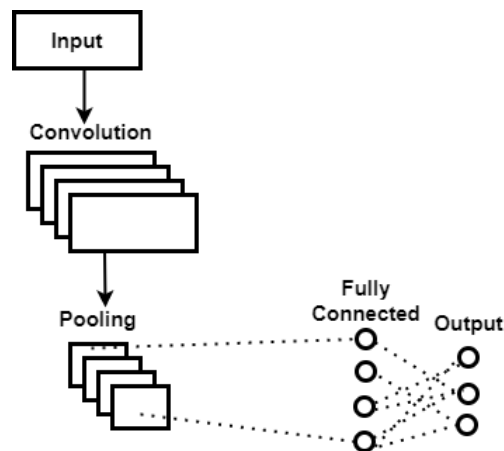 Input
Convolution
Pooling
Fully
Connected
Output